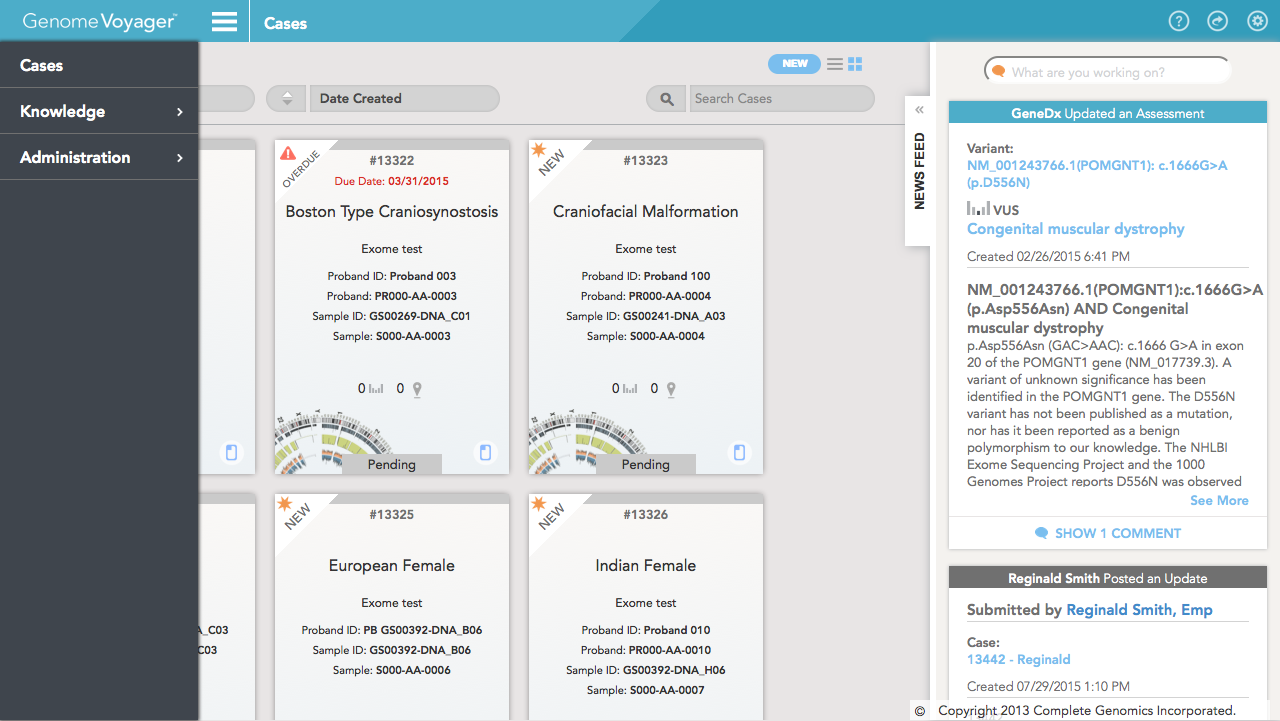 GenomeVoyager™
Cases
Cases
Knowledge
Administration
NEW
Date Created
Search Cases
OVERDUE
#13322
Due Date: 03/31/2015
Boston Type Craniosynostosis
Exome test
Proband ID: Proband 003
Proband: PR000-AA-0003
Sample ID: GS00269-DNA_C01
Sample: S000-AA-0003
0 0
Pending
NEW
#13323
Craniofacial Malformation
Exome test
Proband ID: Proband 100
Proband: PR000-AA-0004
Sample ID: GS00241-DNA_A03
Sample: S000-AA-0004
0 0
Pending
_C03
C03
NEW
#13325
European Female
Exome test
Proband ID: PB GS00392-DNA_B06
Sample ID: GS00392-DNA_B06
Sample: S000-AA-0006
NEW
#13326
Indian Female
Exome test
Proband ID: Proband 010
Proband: PR000-AA-0010
Sample ID: GS00392-DNA_H06
Sample: S000-AA-0007
«
NEWS FEED
What are you working on?
GeneDx Updated an Assessment
Variant:
NM_001243766.1(POMGNT1): c.1666G>A
(p.D556N)
VUS
Congenital muscular dystrophy
Created 02/26/2015 6:41 PM
NM_001243766.1(POMGNT1):c.1666G>A
(p.Asp556Asn) AND Congenital
muscular dystrophy
p.Asp556Asn (GAC>AAC): c.1666 G>A in exon
20 of the POMGNT1 gene (NM_017739.3). A
variant of unknown significance has been
identified in the POMGNT1 gene. The D556N
variant has not been published as a mutation,
nor has it been reported as a benign
polymorphism to our knowledge. The NHLBI
Exome Sequencing Project and the 1000
Genomes Project reports D556N was observed
See More
SHOW 1 COMMENT
Reginald Smith Posted an Update
Submitted by Reginald Smith, Emp
Case:
13442 - Reginald
Created 07/29/2015 1:10 PM
© Copyright 2013 Complete Genomics Incorporated.